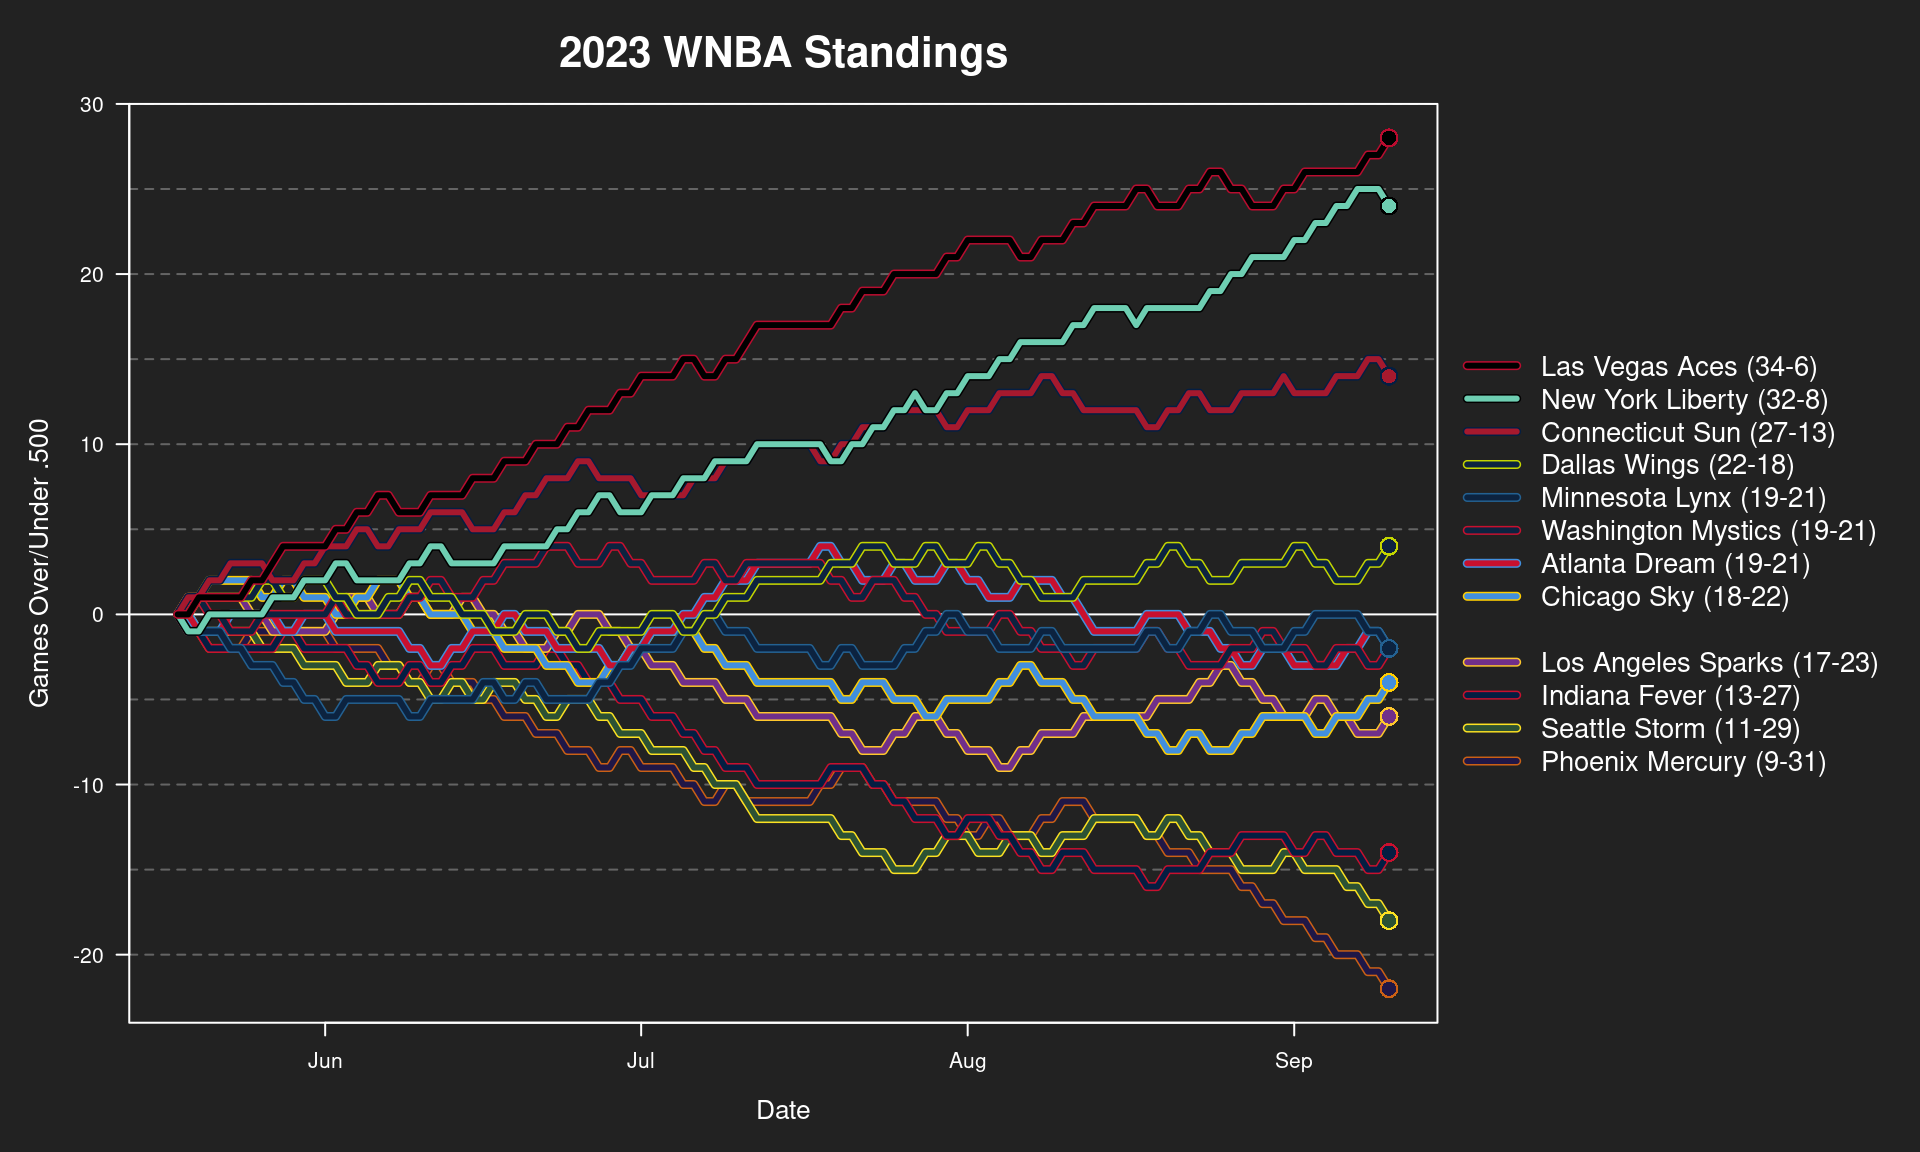 2023 WNBA Standings
30
20
10
0
-10
-20
Games Over/Under .500
Jun
Jul
Aug
Sep
Date
Las Vegas Aces (34-6)
New York Liberty (32-8)
Connecticut Sun (27-13)
Dallas Wings (22-18)
Minnesota Lynx (19-21)
Washington Mystics (19-21)
Atlanta Dream (19-21)
Chicago Sky (18-22)
Los Angeles Sparks (17-23)
Indiana Fever (13-27)
Seattle Storm (11-29)
Phoenix Mercury (9-31)